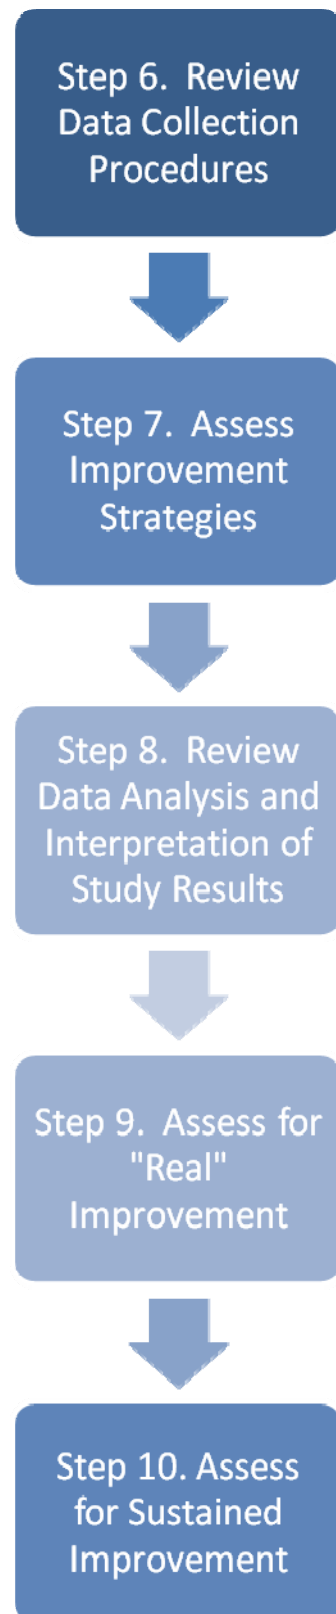 Step 6.  Review
Data Collection
Procedures
Step 7.  Assess
Improvement
Strategies
Step 8.  Review
Data Analysis and
Interpretation of
Study Results
Step 9.  Assess for
"Real"
Improvement
Step 10. Assess
for Sustained
Improvement